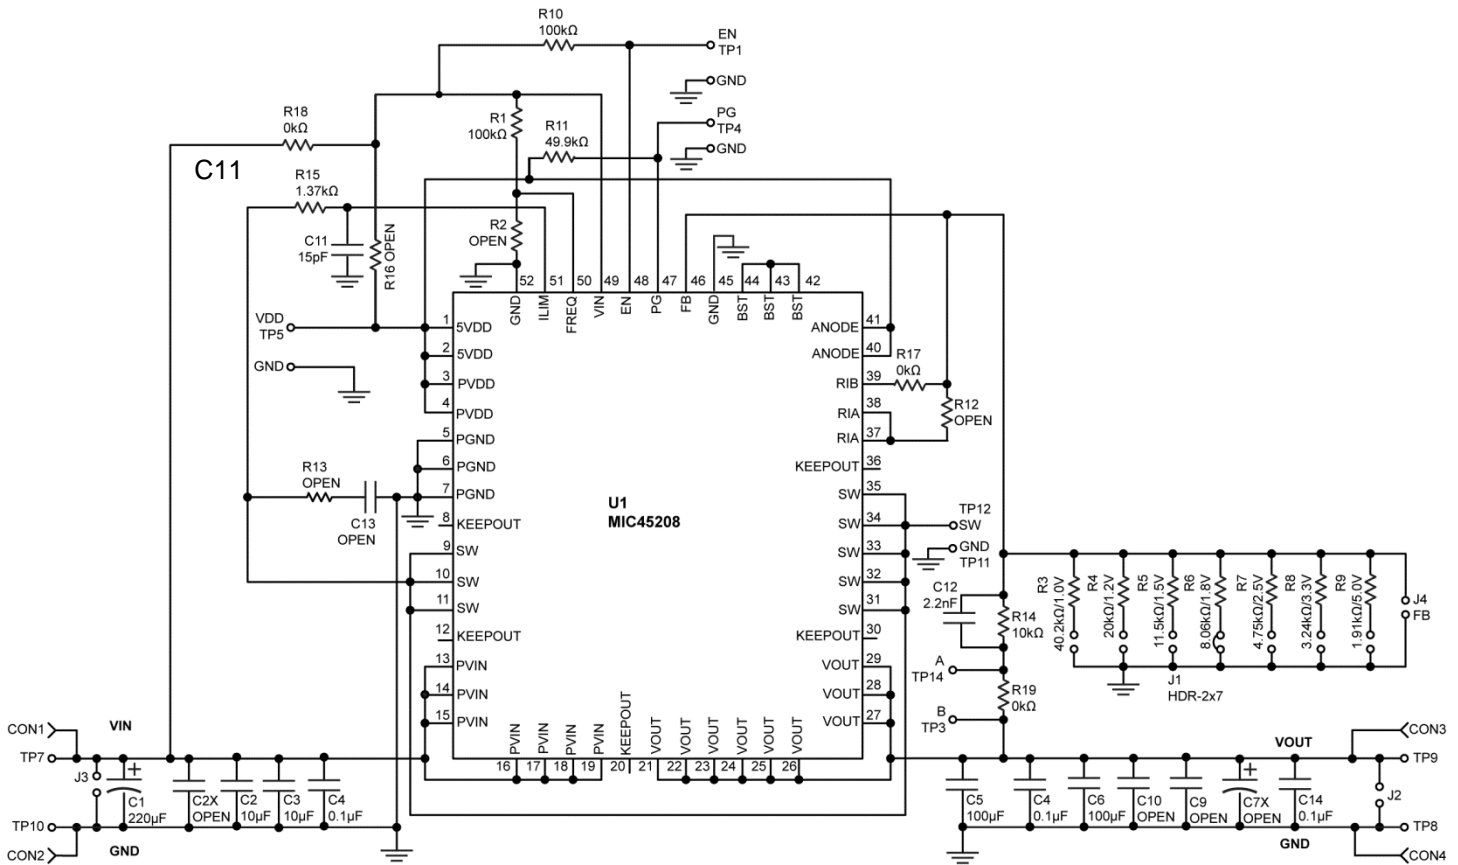 R10
100kΩ
EN
TP1
GND
R18
0kΩ
R1
100kΩ
R11
49.9kΩ
PG
TP4
GND
C11
R15
1.37kΩ
C11
15pF
R16 OPEN
R2
OPEN
52 51 50 49 48 47 46 45 44 43 42
GND
ILIM
FREQ
VIN
EN
PG
FB
GND
BST
BST
BST
VDD
TP5
GND
1 5VDD
2 5VDD
3 PVDD
4 PVDD
5 PGND
6 PGND
7 PGND
8 KEEPOUT
9 SW
10 SW
11 SW
12 KEEPOUT
13 PVIN
14 PVIN
15 PVIN
R13
OPEN
C13
OPEN
U1
MIC45208
ANODE 41
ANODE 40
RIB 39
RIA 38
RIA 37
KEEPOUT 36
SW 35
SW 34
SW 33
SW 32
SW 31
KEEPOUT 30
VOUT 29
VOUT 28
VOUT 27
R17
0kΩ
R12
OPEN
TP12
SW
GND
TP11
C12
2.2nF
R14
10kΩ
A
TP14
R19
0kΩ
B
TP3
R3
40.2kΩ/1.0V
R4
20kΩ/1.2V
R5
11.5kΩ/1.5V
R6
8.06kΩ/1.8V
R7
4.75kΩ/2.5V
R8
3.24kΩ/3.3V
R9
1.91kΩ/5.0V
J4
FB
J1
HDR-2x7
PVIN
PVIN
PVIN
PVIN
KEEPOUT
VOUT
VOUT
VOUT
VOUT
VOUT
VOUT
16 17 18 19 20 21 22 23 24 25 26
CON1
VIN
TP7
J3
+
C1
220µF
C2X
OPEN
C2
10µF
C3
10µF
C4
0.1µF
TP10
CON2
GND
C5
100µF
C4
0.1µF
C6
100µF
C10
OPEN
C9
OPEN
+
C7X
OPEN
C14
0.1µF
VOUT
CON3
TP9
J2
TP8
GND
CON4